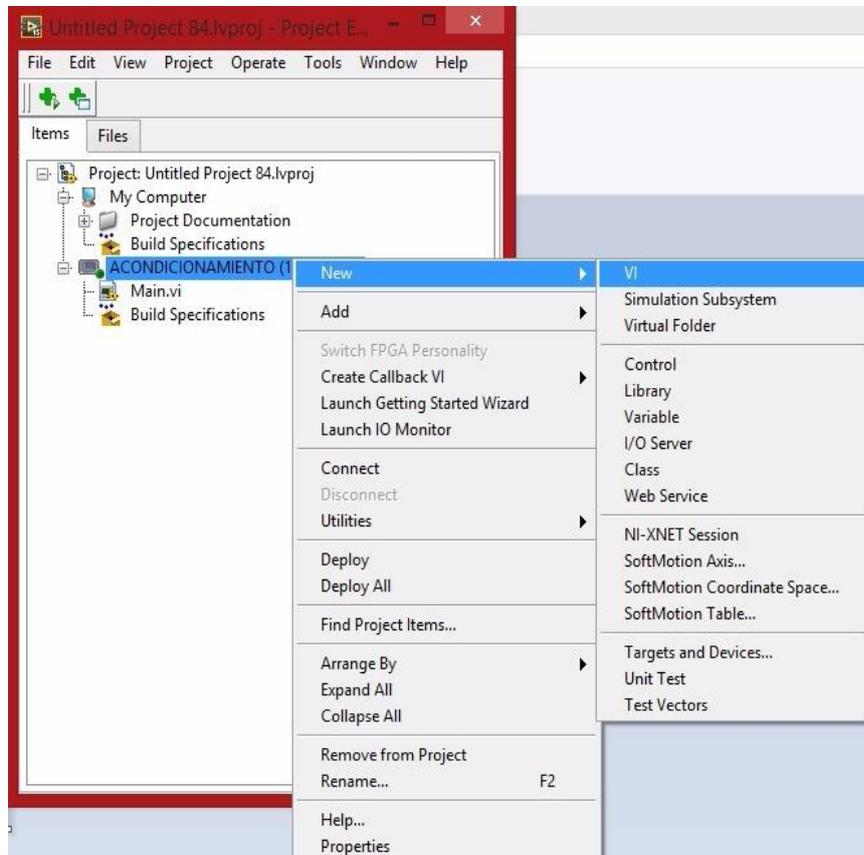 Untitled Project 84.lvproj - Project E...
File Edit View Project Operate Tools Window Help
Items Files
Project: Untitled Project 84.lvproj
My Computer
Project Documentation
Build Specifications
ACONDICIONAMIENTO (1
Main.vi
Build Specifications
New
Add
Switch FPGA Personality
Create Callback VI
Launch Getting Started Wizard
Launch IO Monitor
Connect
Disconnect
Utilities
Deploy
Deploy All
Find Project Items...
Arrange By
Expand All
Collapse All
Remove from Project
Rename... F2
Help...
Properties
VI
Simulation Subsystem
Virtual Folder
Control
Library
Variable
I/O Server
Class
Web Service
NI-XNET Session
SoftMotion Axis...
SoftMotion Coordinate Space...
SoftMotion Table...
Targets and Devices...
Unit Test
Test Vectors